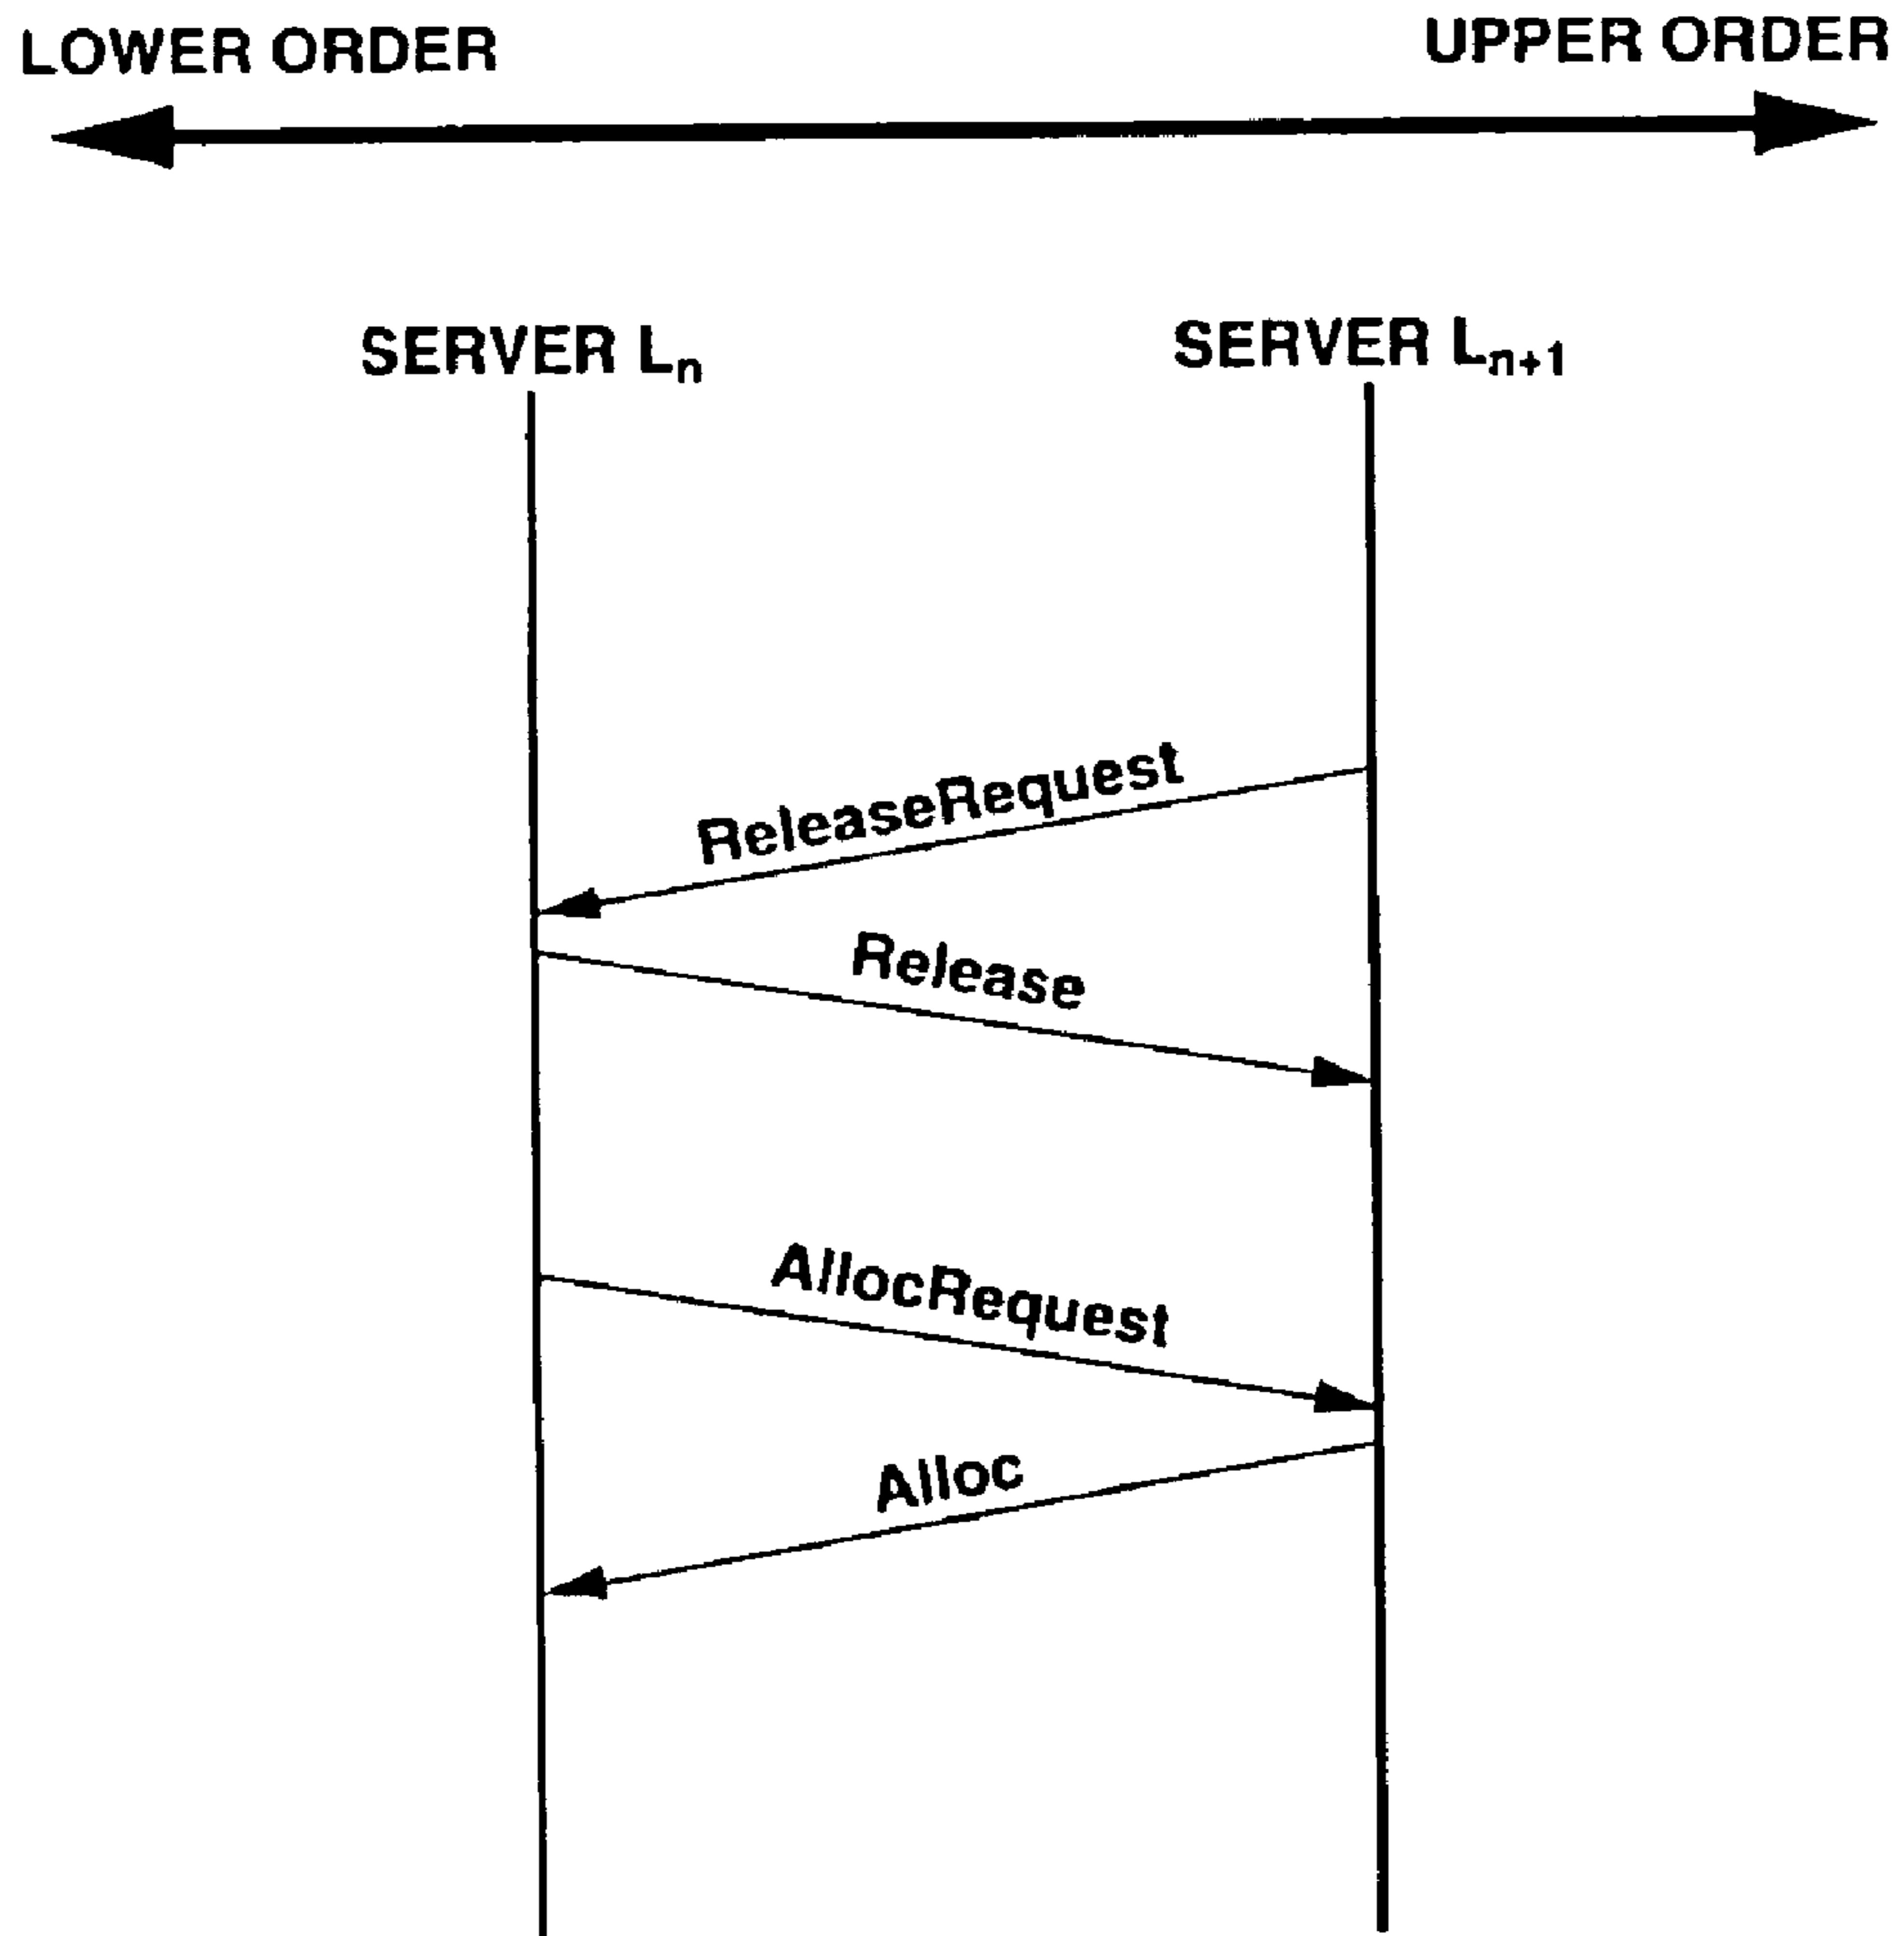 LOWER ORDER
UPPER ORDER
SERVER Ln
SERVER Ln+1
ReleaseRequest
Release
AllocRequest
Alloc